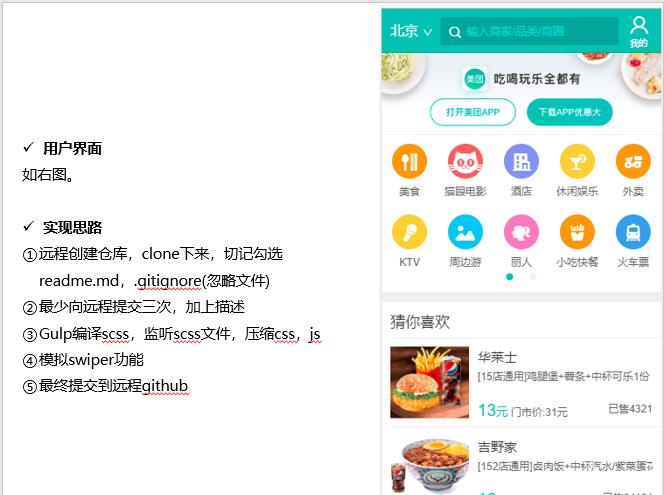 ✓ 用户界面
如右图。
✓ 实现思路
①远程创建仓库，clone下来，切记勾选
readme.md，.gitignore(忽略文件)
②最少向远程提交三次，加上描述
③Gulp编译scss，监听scss文件，压缩css，js
④模拟swiper功能
⑤最终提交到远程github
北京
输入商家/品类/商圈
我的
美团
吃喝玩乐全都有
打开美团APP
下载APP优惠大
美食
猫眼电影
酒店
休闲娱乐
外卖
KTV
周边游
丽人
小吃快餐
火车票
猜你喜欢
华莱士
[15店通用]鸡腿堡+薯条+中杯可乐1份
13元 门市价:31元
已售4321
吉野家
[152店通用]卤肉饭+中杯汽水/紫菜蛋花